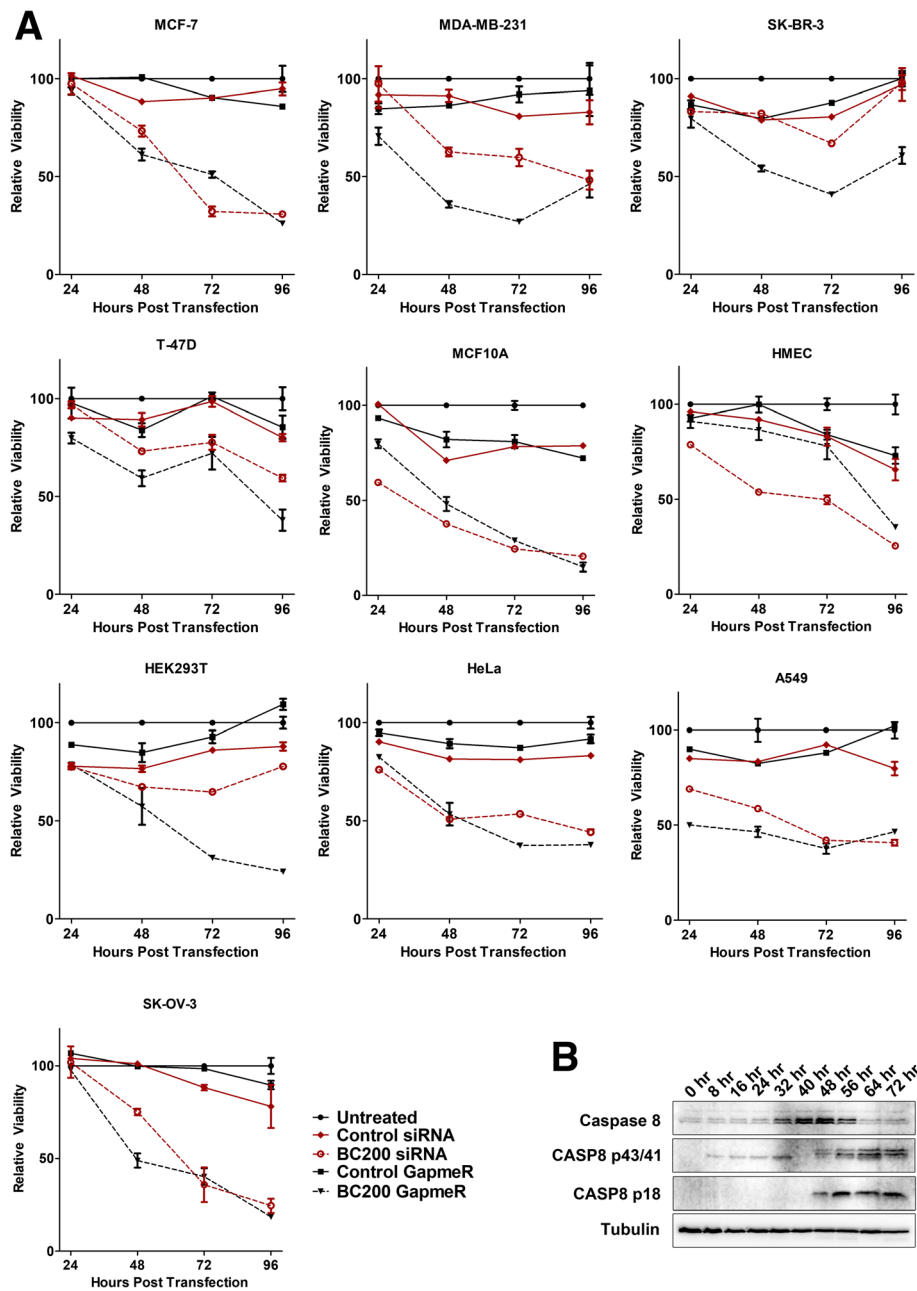 A
MCF-7
Relative Viability
100
50
0
24 48 72 96
Hours Post Transfection
MDA-MB-231
Relative Viability
100
50
0
24 48 72 96
Hours Post Transfection
SK-BR-3
Relative Viability
100
50
0
24 48 72 96
Hours Post Transfection
T-47D
Relative Viability
100
50
0
24 48 72 96
Hours Post Transfection
MCF10A
Relative Viability
100
50
0
24 48 72 96
Hours Post Transfection
HMEC
Relative Viability
100
50
0
24 48 72 96
Hours Post Transfection
HEK293T
Relative Viability
100
50
0
24 48 72 96
Hours Post Transfection
HeLa
Relative Viability
100
50
0
24 48 72 96
Hours Post Transfection
A549
Relative Viability
100
50
0
24 48 72 96
Hours Post Transfection
SK-OV-3
Relative Viability
100
50
0
24 48 72 96
Hours Post Transfection
Untreated
Control siRNA
BC200 siRNA
Control GapmeR
BC200 GapmeR
B
0 hr 8 hr 16 hr 24 hr 32 hr 40 hr 48 hr 56 hr 64 hr 72 hr
Caspase 8
CASP8 p43/41
CASP8 p18
Tubulin